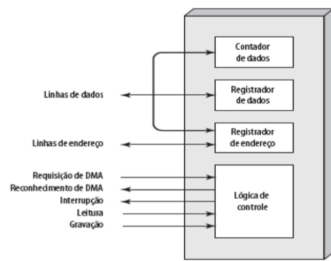 Contador
de dados
Linhas de dados
Registrador
de dados
Linhas de endereço
Registrador
de endereço
Requisição de DMA
Reconhecimento de DMA
Interrupção
Leitura
Gravação
Lógica de
controle